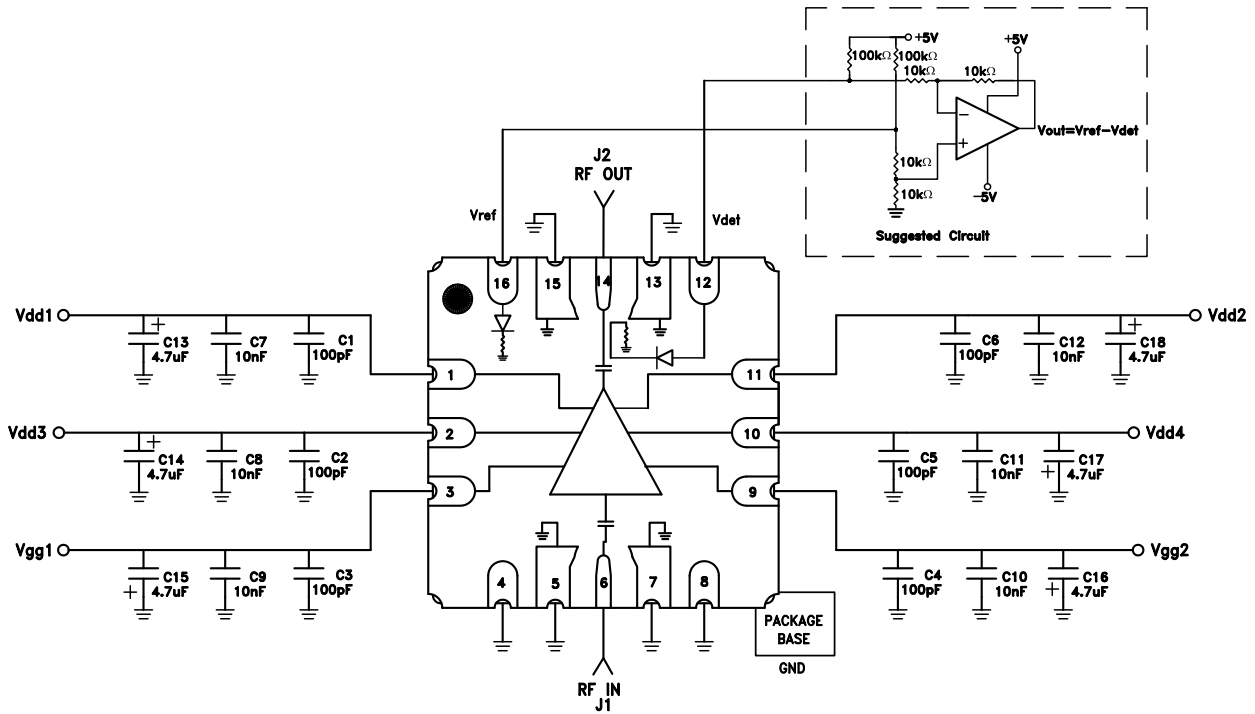 +5V
+5V
100kΩ
100kΩ
10kΩ
10kΩ
−
+
Vout=Vref−Vdet
10kΩ
10kΩ
−5V
Suggested Circuit
J2
RF OUT
Vref
Vdet
16
15
14
13
12
Vdd1
+
C13
4.7uF
C7
10nF
C1
100pF
1
11
C6
100pF
C12
10nF
+
C18
4.7uF
Vdd2
Vdd3
+
C14
4.7uF
C8
10nF
C2
100pF
2
10
C5
100pF
C11
10nF
+
C17
4.7uF
Vdd4
3
9
Vgg1
+
C15
4.7uF
C9
10nF
C3
100pF
C4
100pF
C10
10nF
+
C16
4.7uF
Vgg2
4
5
6
7
8
PACKAGE
BASE
GND
RF IN
J1